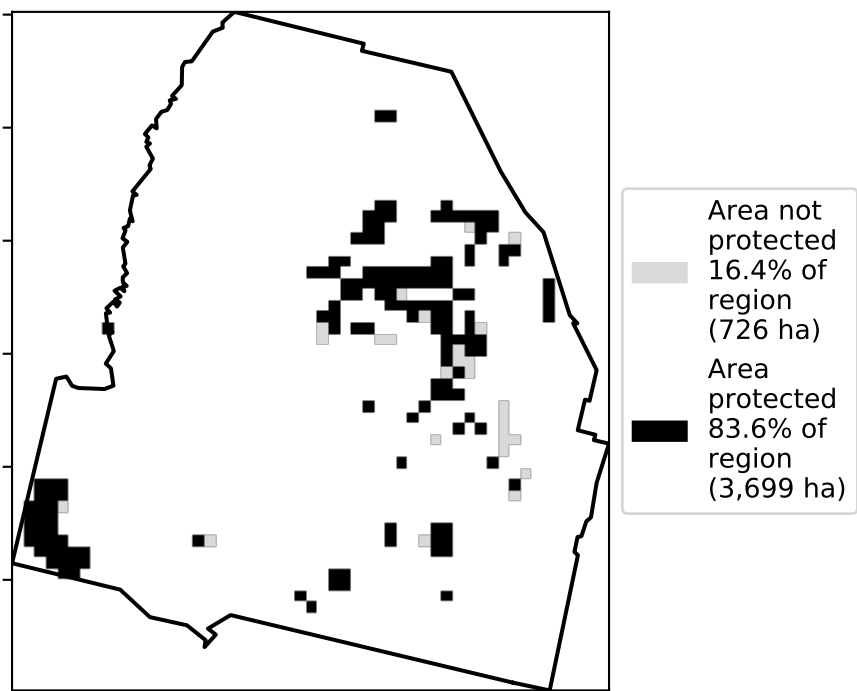 Area not
protected
16.4% of
region
(726 ha)
Area
protected
83.6% of
region
(3,699 ha)